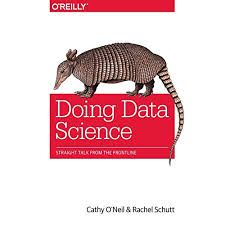 O'REILLY®
Doing Data
Science
STRAIGHT TALK FROM THE FRONTLINE
Cathy O'Neil & Rachel Schutt